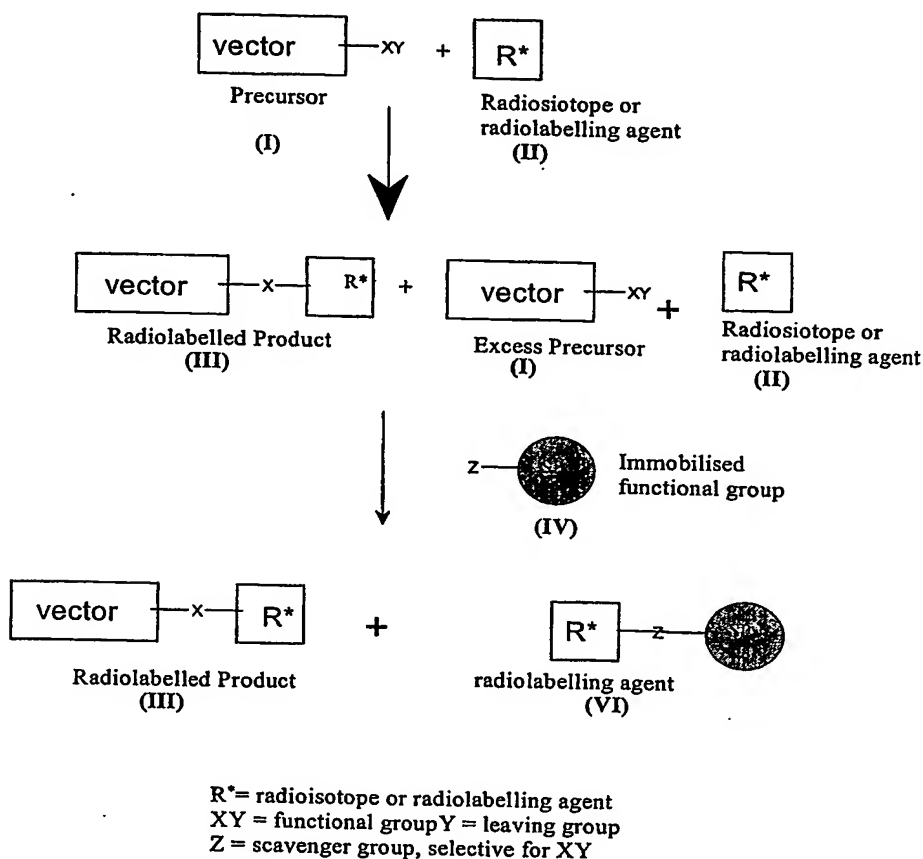 vector —XY + R*
Precursor
Radiosiotope or
radiolabelling agent
(I)
(II)
vector —X— R* + vector —XY + R*
Radiolabelled Product
(III)
Excess Precursor
(I)
Radiosiotope or
radiolabelling agent
(II)
Z
Immobilised
functional group
(IV)
vector —X— R* + R* —Z—
Radiolabelled Product
(III)
radiolabelling agent
(VI)
R*= radioisotope or radiolabelling agent
XY = functional group Y = leaving group
Z = scavenger group, selective for XY